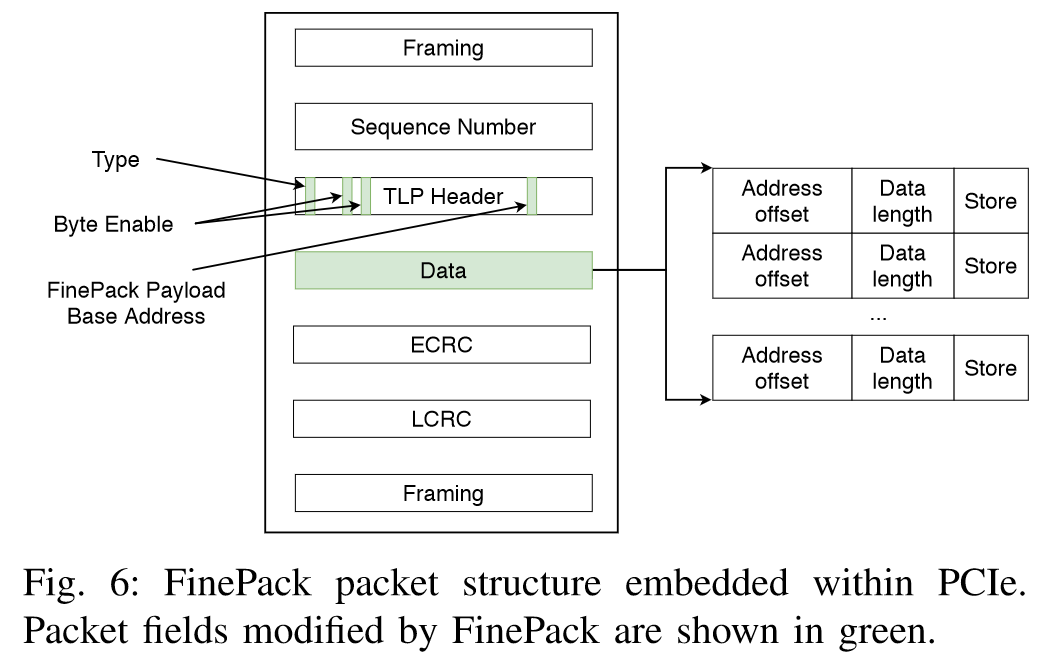 Framing
Sequence Number
Type
TLP Header
Byte Enable
Data
FinePack Payload
Base Address
ECRC
LCRC
Framing
Address
offset
Data
length
Store
Address
offset
Data
length
Store
...
Address
offset
Data
length
Store
Fig. 6: FinePack packet structure embedded within PCIe.
Packet fields modified by FinePack are shown in green.